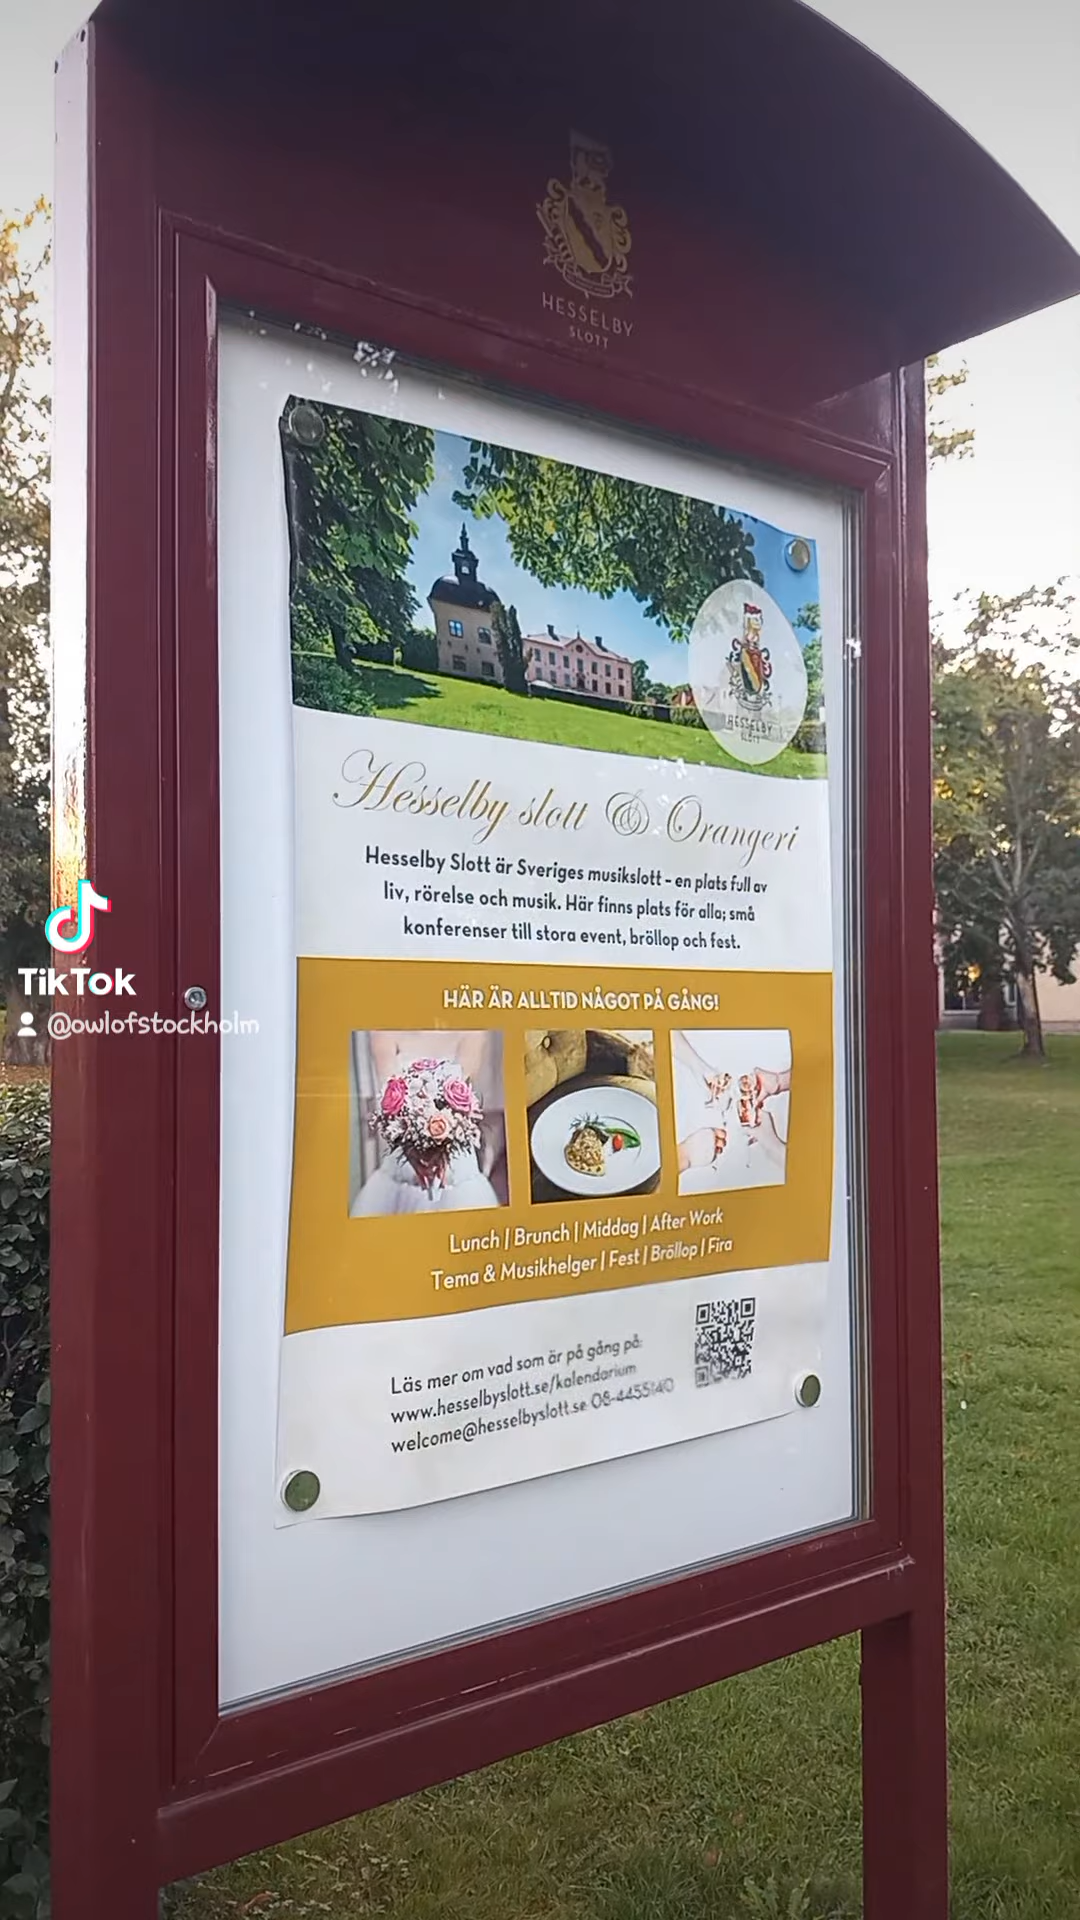 HESSELBY
SLOTT
HESSELBY
SLOTT
Hesselby slott & Orangeri
Hesselby Slott är Sveriges musikslott - en plats full av
liv, rörelse och musik. Här finns plats för alla; små
konferenser till stora event, bröllop och fest.
HÄR ÄR ALLTID NÅGOT PÅ GÅNG!
Lunch | Brunch | Middag | After Work
Tema & Musikhelger | Fest | Bröllop | Fira
Läs mer om vad som är på gång på:
www.hesselbyslott.se/kalendarium
welcome@hesselbyslott.se 08-4455140
TikTok
@owlofstockholm